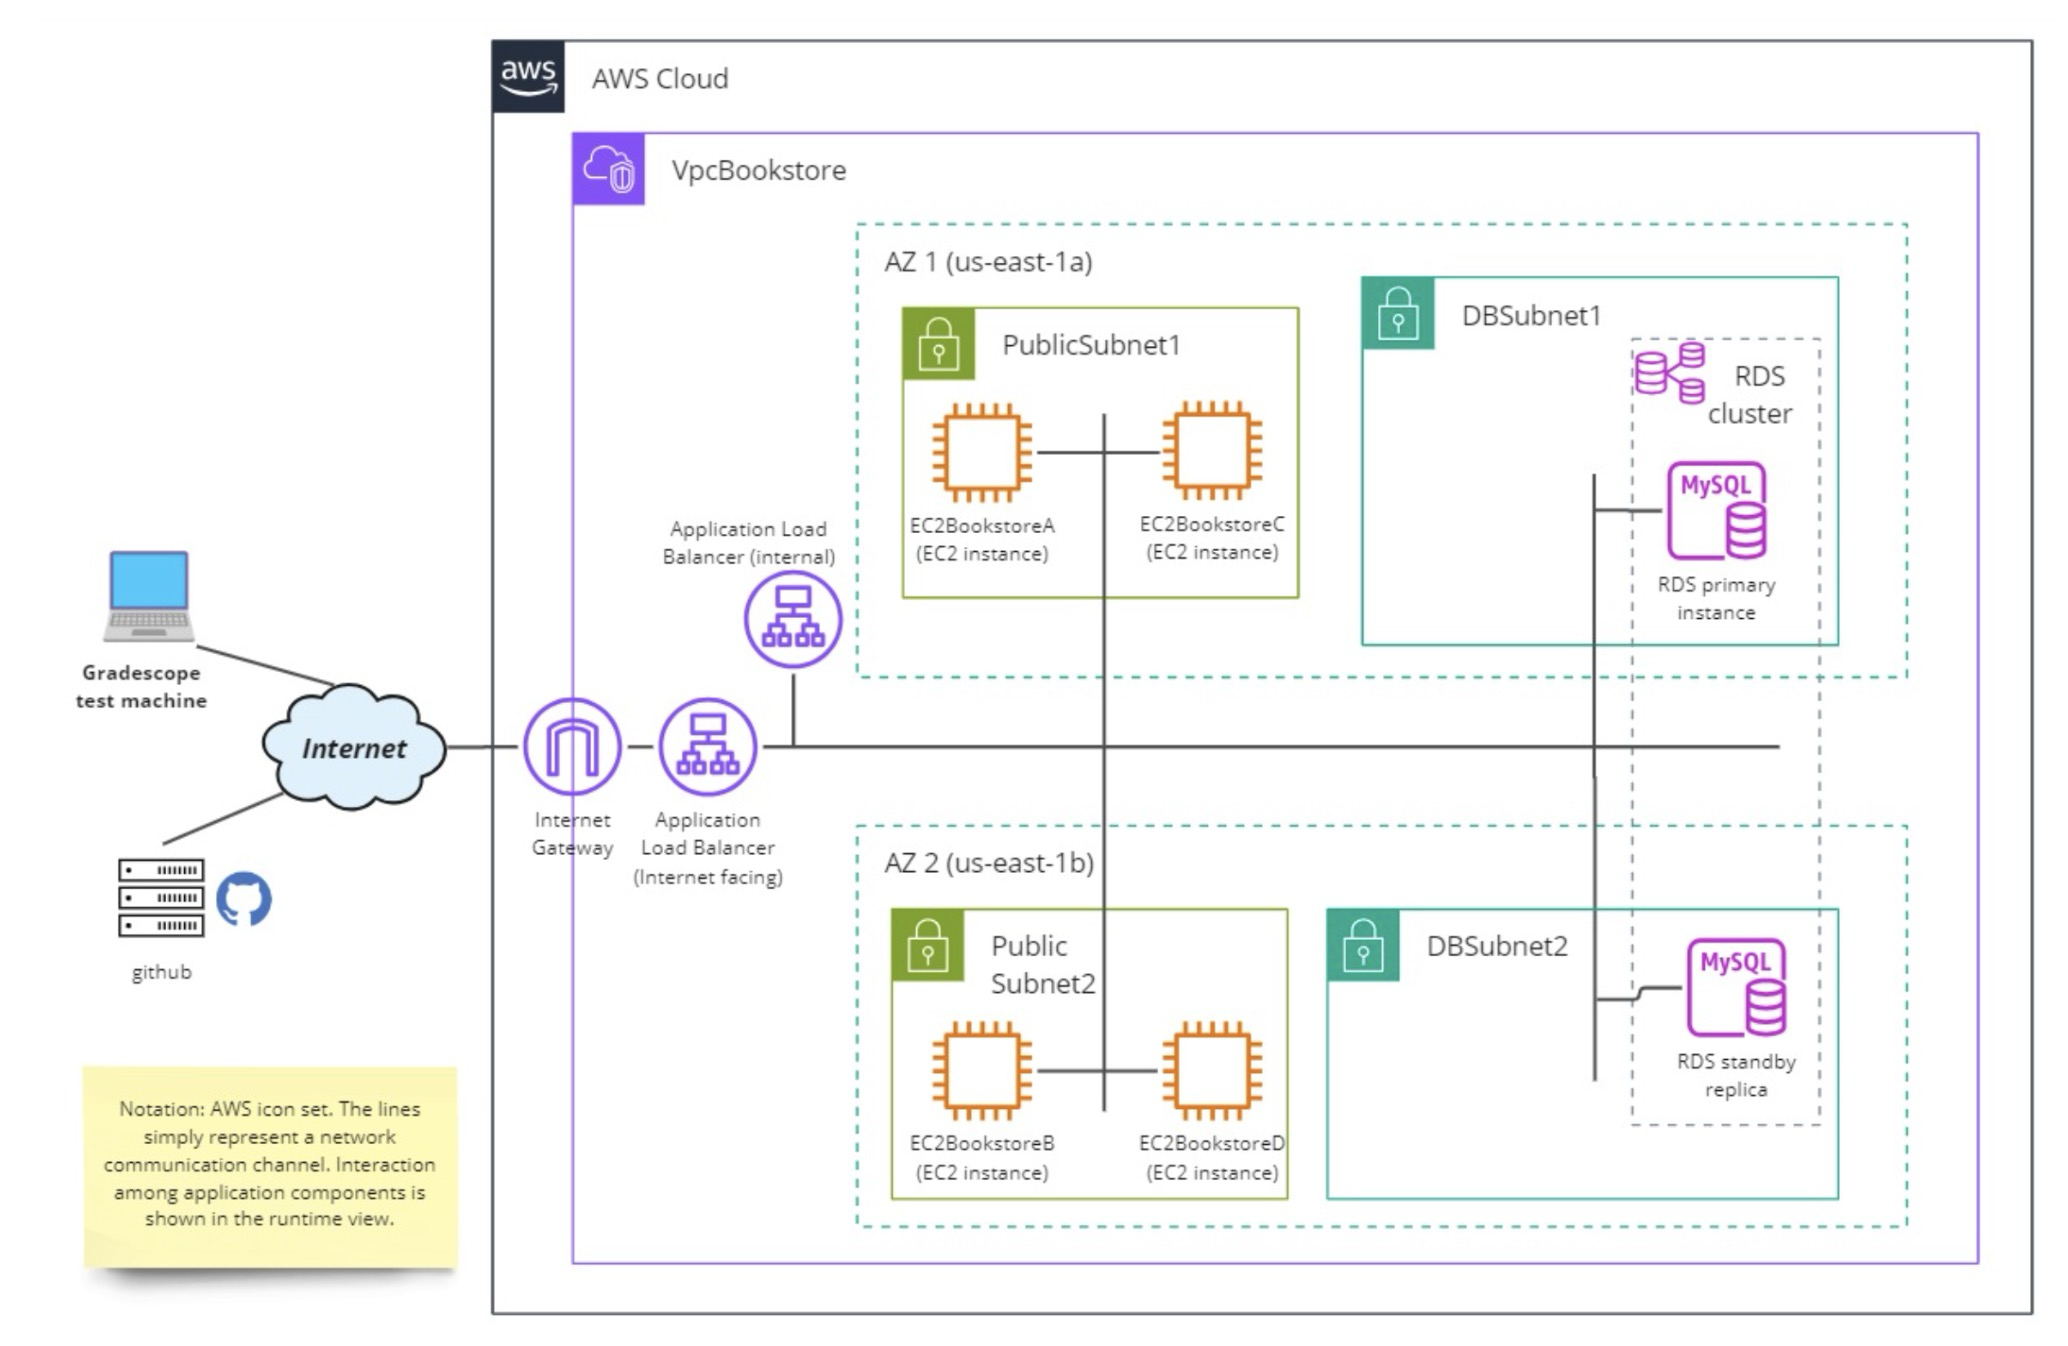 aws
AWS Cloud
VpcBookstore
AZ 1 (us-east-1a)
PublicSubnet1
EC2BookstoreA
(EC2 instance)
EC2BookstoreC
(EC2 instance)
DBSubnet1
RDS
cluster
MySQL
RDS primary
instance
Application Load
Balancer (internal)
Gradescope
test machine
Internet
Internet
Gateway
Application
Load Balancer
(Internet facing)
github
AZ 2 (us-east-1b)
Public
Subnet2
EC2BookstoreB
(EC2 instance)
EC2BookstoreD
(EC2 instance)
DBSubnet2
MySQL
RDS standby
replica
Notation: AWS icon set. The lines
simply represent a network
communication channel. Interaction
among application components is
shown in the runtime view.